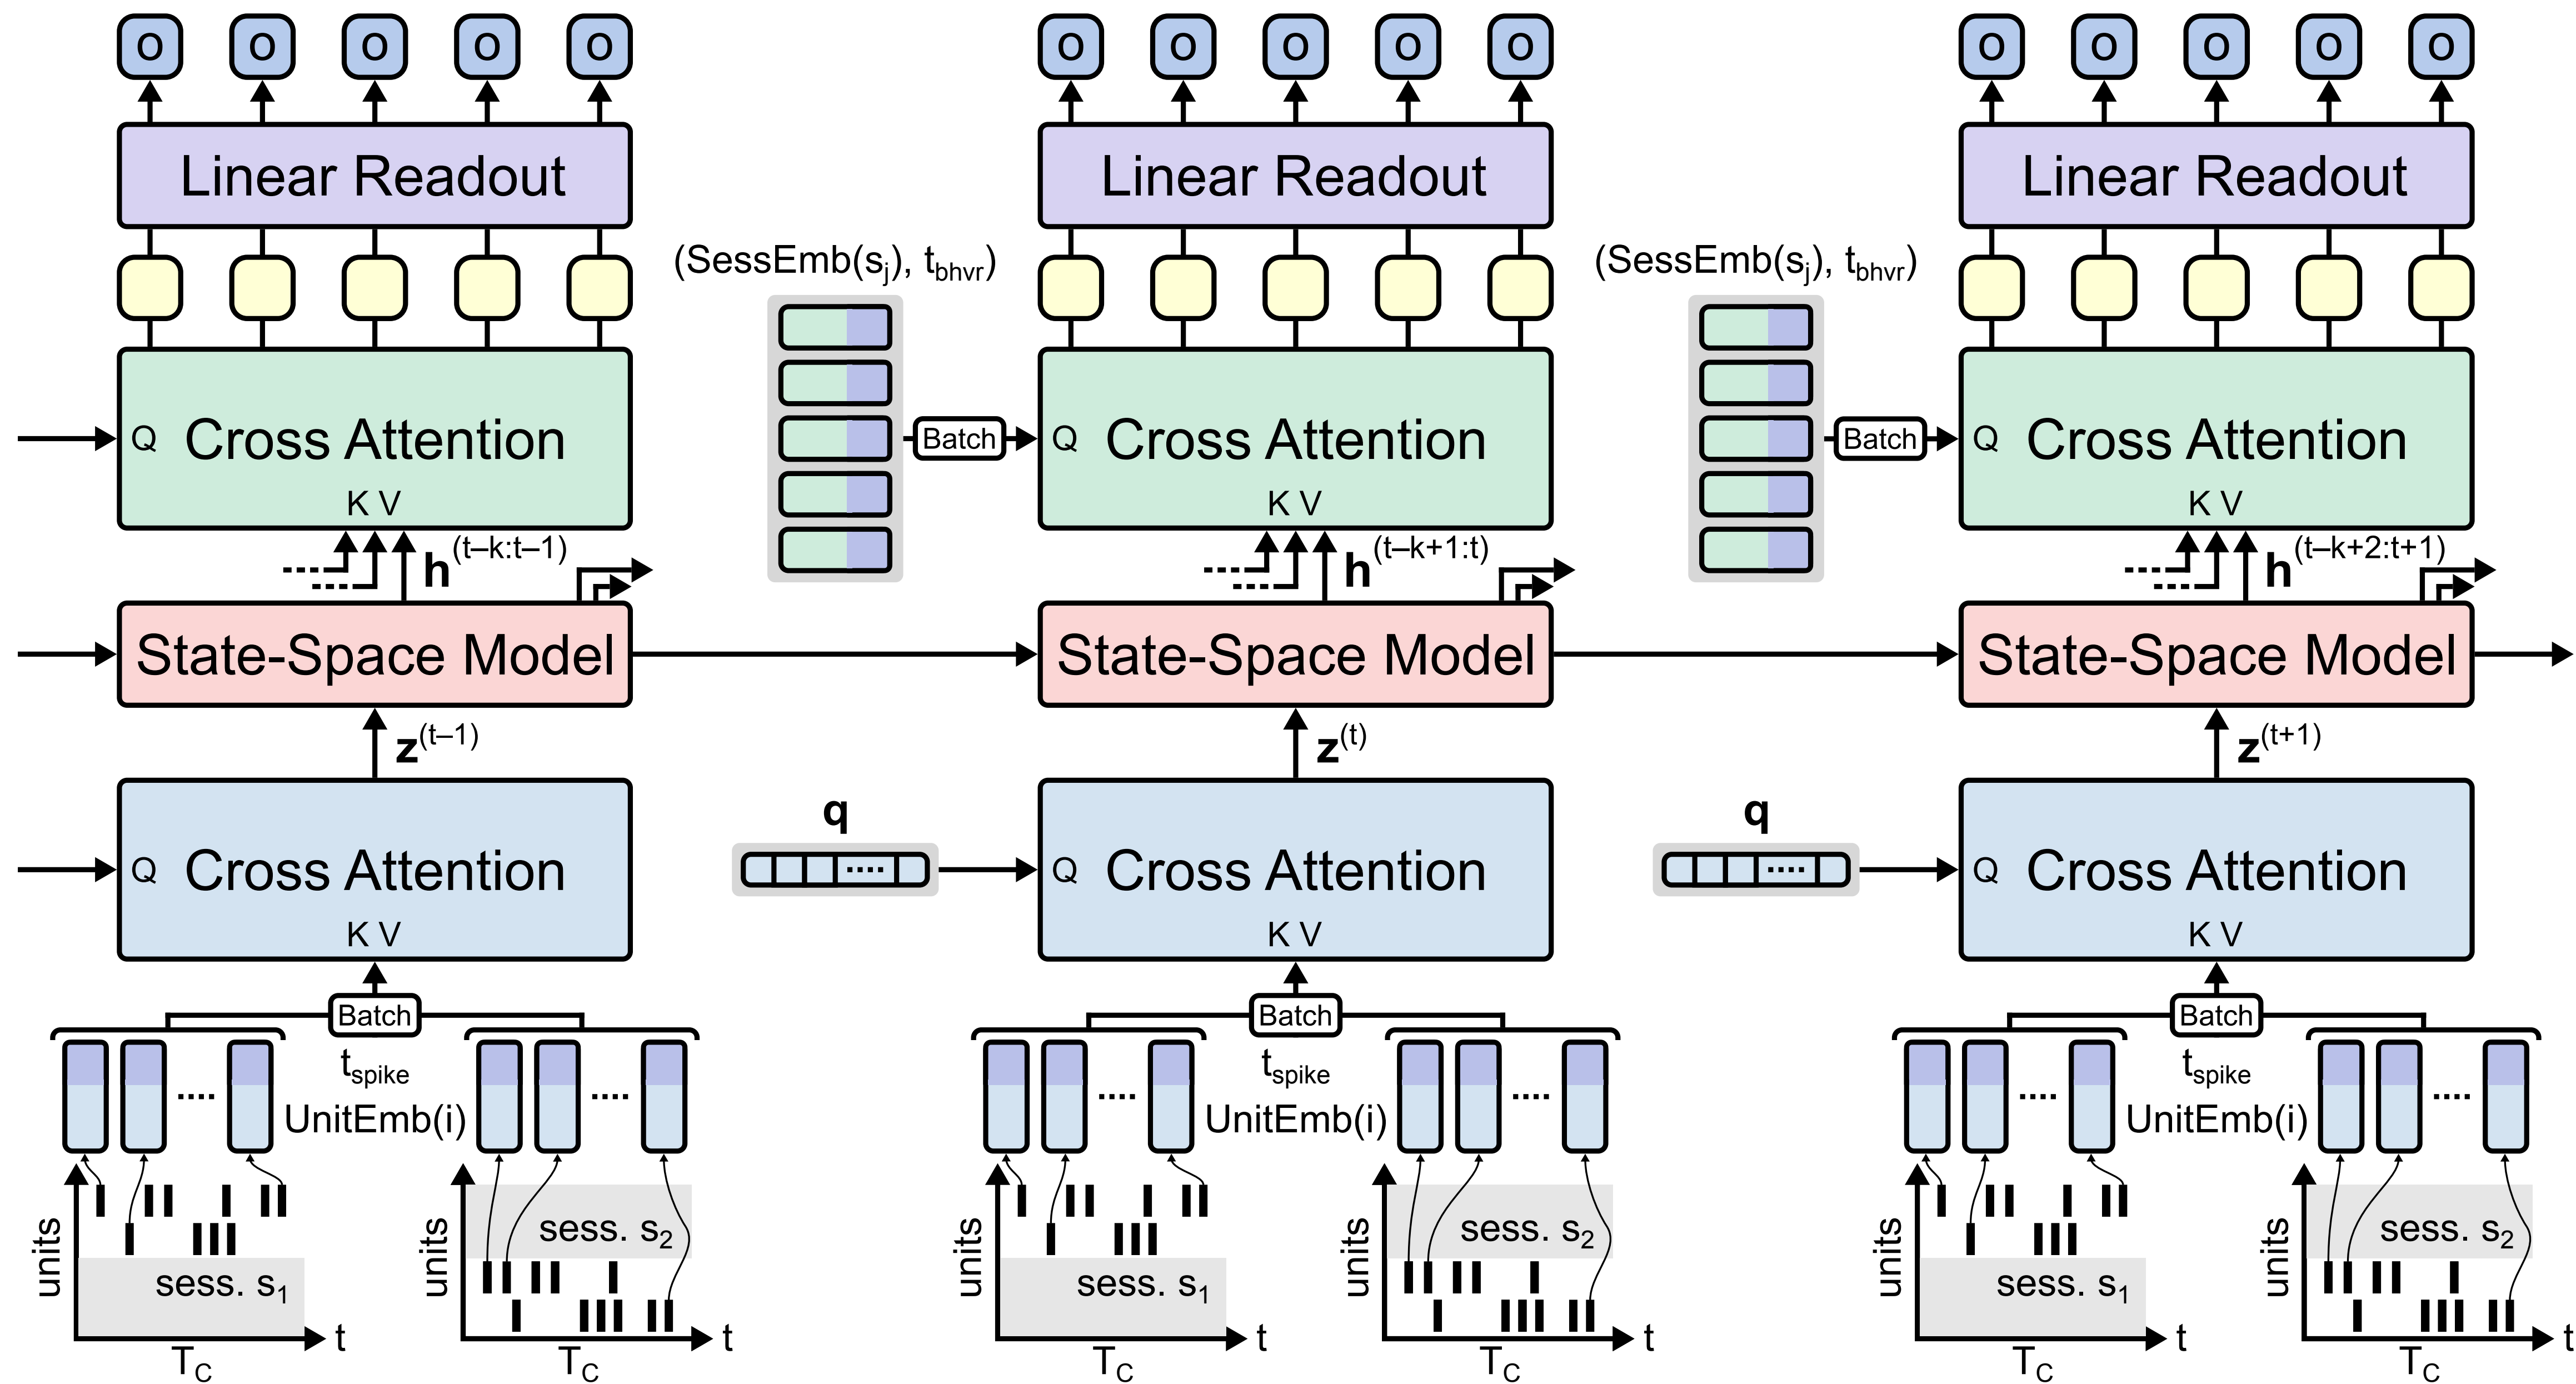 O O O O O O O O O O O O O O O
Linear Readout Linear Readout Linear Readout
(SessEmb(sj), tbhvr) (SessEmb(sj), tbhvr)
Q Cross Attention Batch Q Cross Attention Batch Q Cross Attention
K V K V K V
h(t–k:t–1) h(t–k+1:t) h(t–k+2:t+1)
State-Space Model State-Space Model State-Space Model
z(t–1) z(t) z(t+1)
q q
Q Cross Attention .... Q Cross Attention .... Q Cross Attention
K V K V K V
Batch Batch Batch
tspike tspike tspike
.... UnitEmb(i) .... .... UnitEmb(i) .... .... UnitEmb(i) ....
units sess. s1 units sess. s2 units sess. s1 units sess. s2 units sess. s1 units sess. s2
t t t t t t
TC TC TC TC TC TC